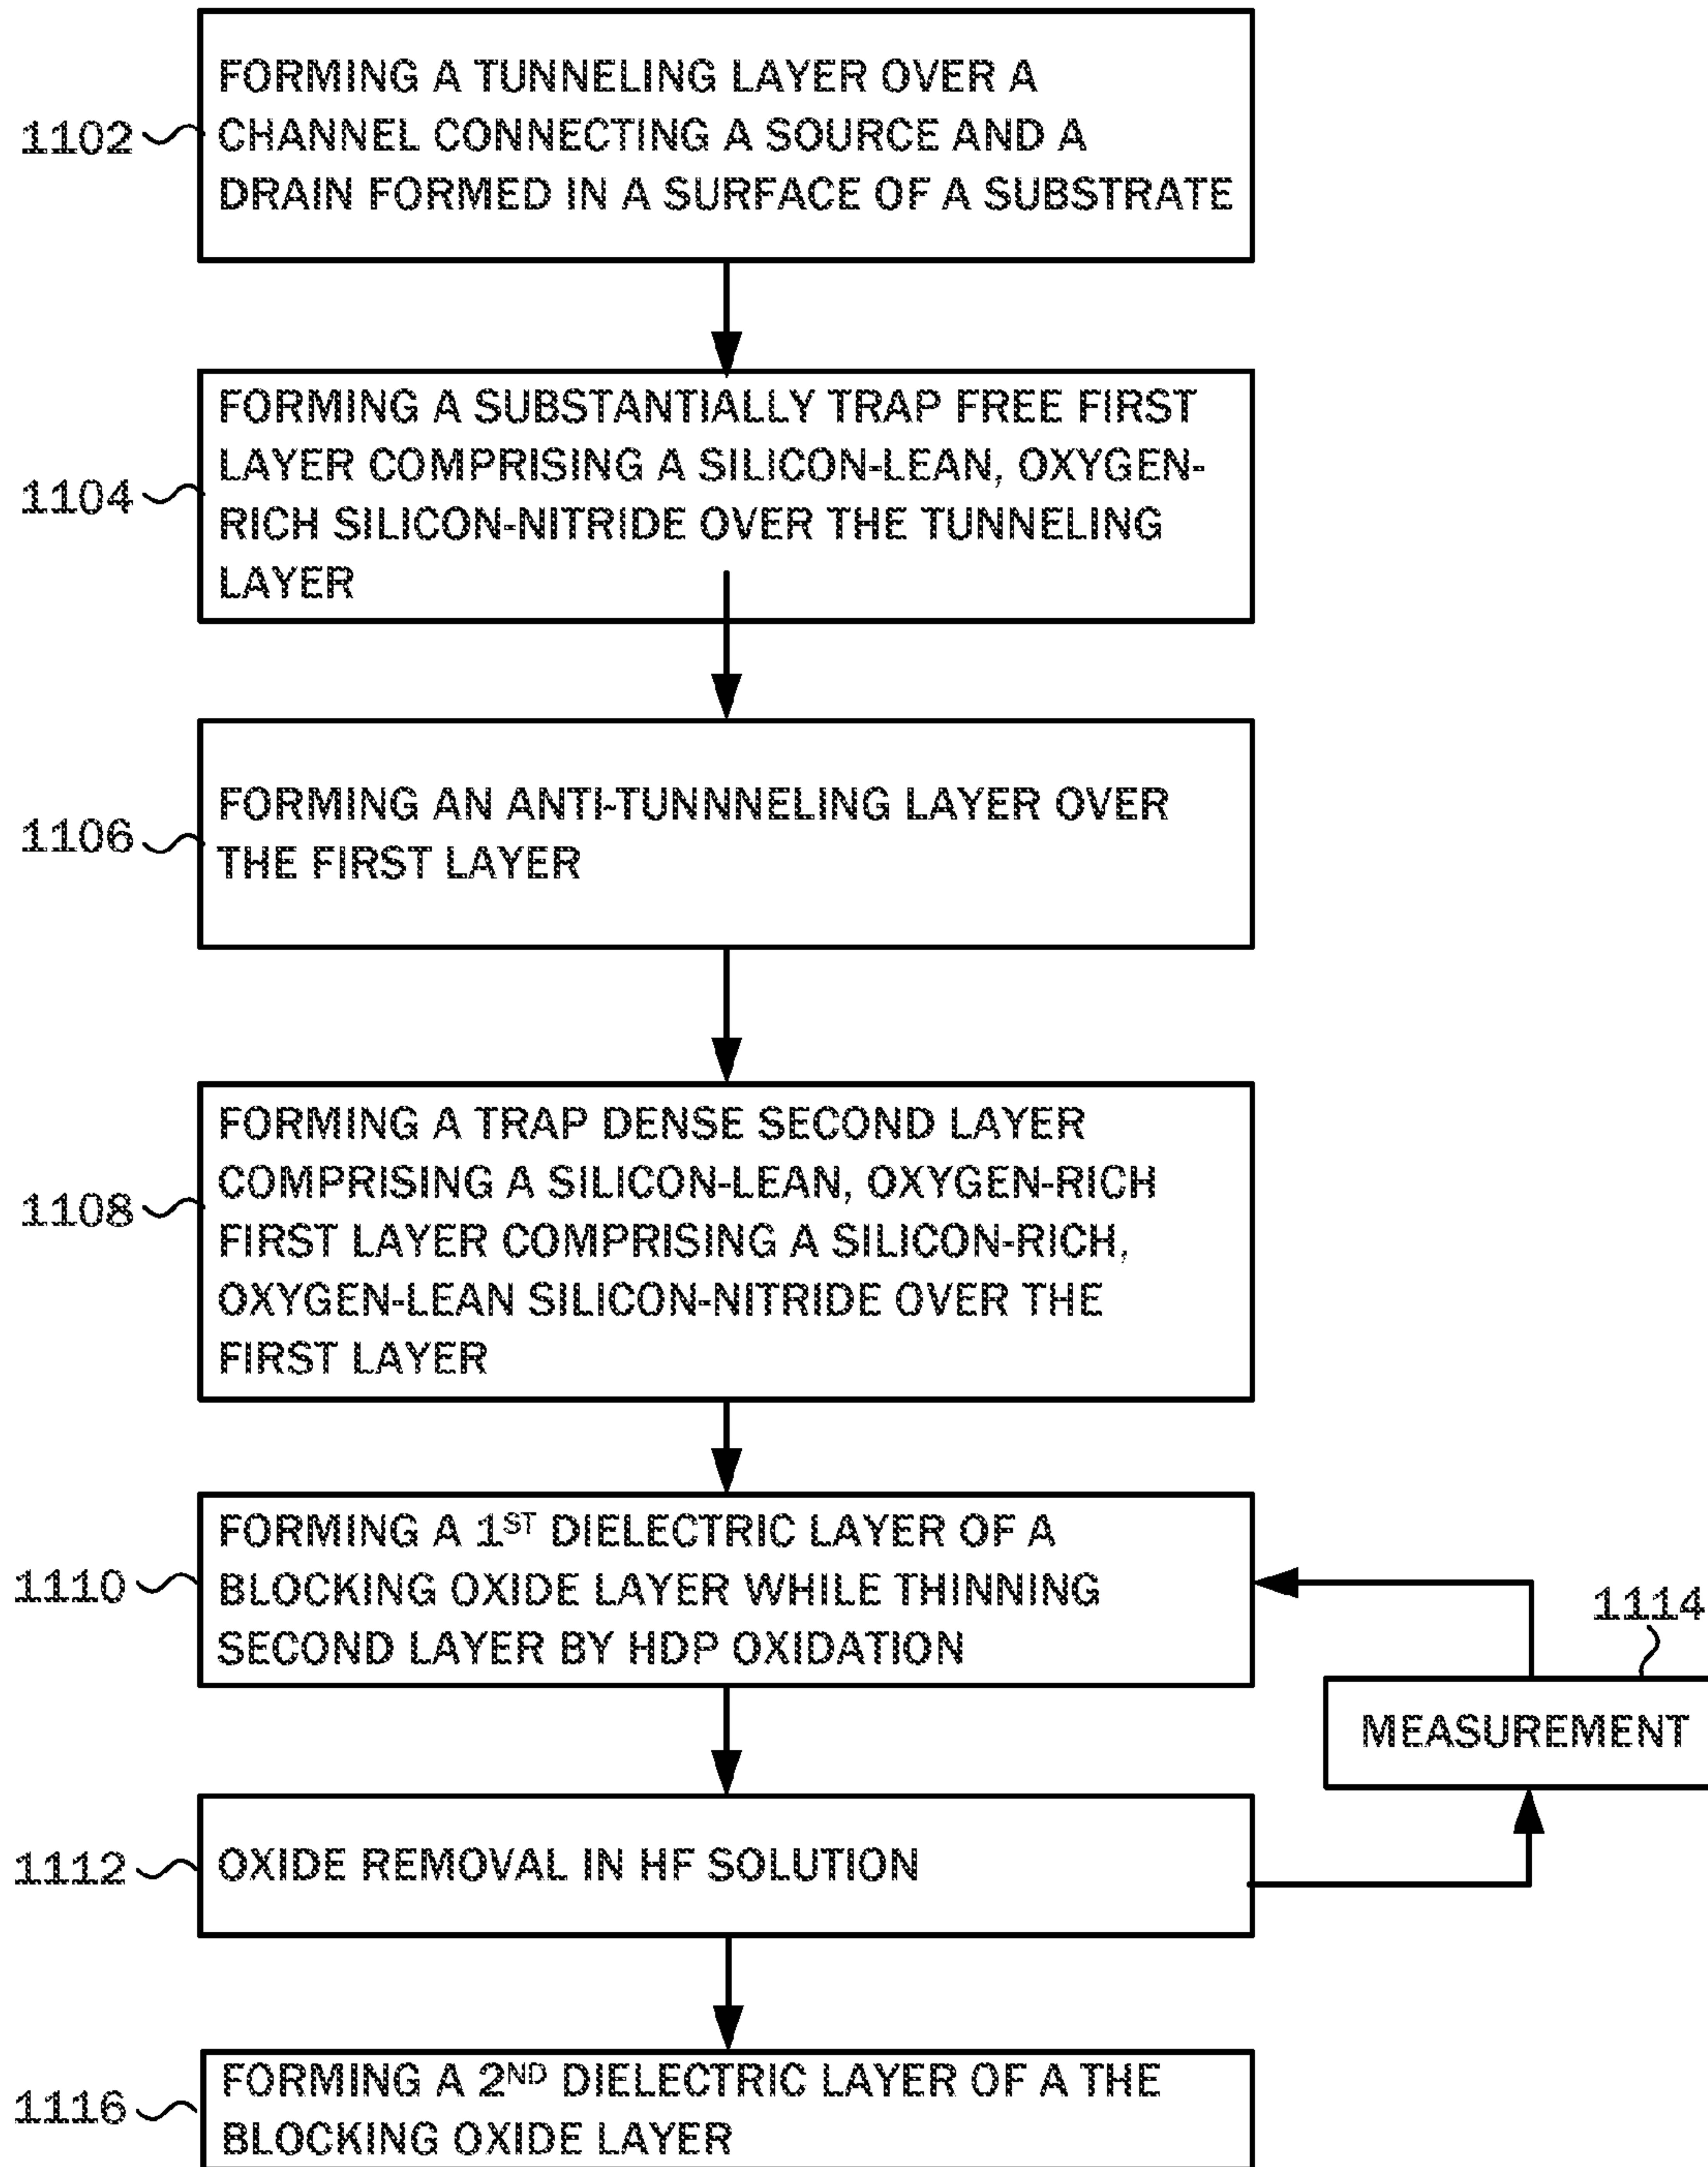 1102
FORMING A TUNNELING LAYER OVER A
CHANNEL CONNECTING A SOURCE AND A
DRAIN FORMED IN A SURFACE OF A SUBSTRATE
1104
FORMING A SUBSTANTIALLY TRAP FREE FIRST
LAYER COMPRISING A SILICON-LEAN, OXYGEN-
RICH SILICON-NITRIDE OVER THE TUNNELING
LAYER
1106
FORMING AN ANTI-TUNNNELING LAYER OVER
THE FIRST LAYER
1108
FORMING A TRAP DENSE SECOND LAYER
COMPRISING A SILICON-LEAN, OXYGEN-RICH
FIRST LAYER COMPRISING A SILICON-RICH,
OXYGEN-LEAN SILICON-NITRIDE OVER THE
FIRST LAYER
1110
FORMING A 1ST DIELECTRIC LAYER OF A
BLOCKING OXIDE LAYER WHILE THINNING
SECOND LAYER BY HDP OXIDATION
1114
MEASUREMENT
1112
OXIDE REMOVAL IN HF SOLUTION
1116
FORMING A 2ND DIELECTRIC LAYER OF A THE
BLOCKING OXIDE LAYER